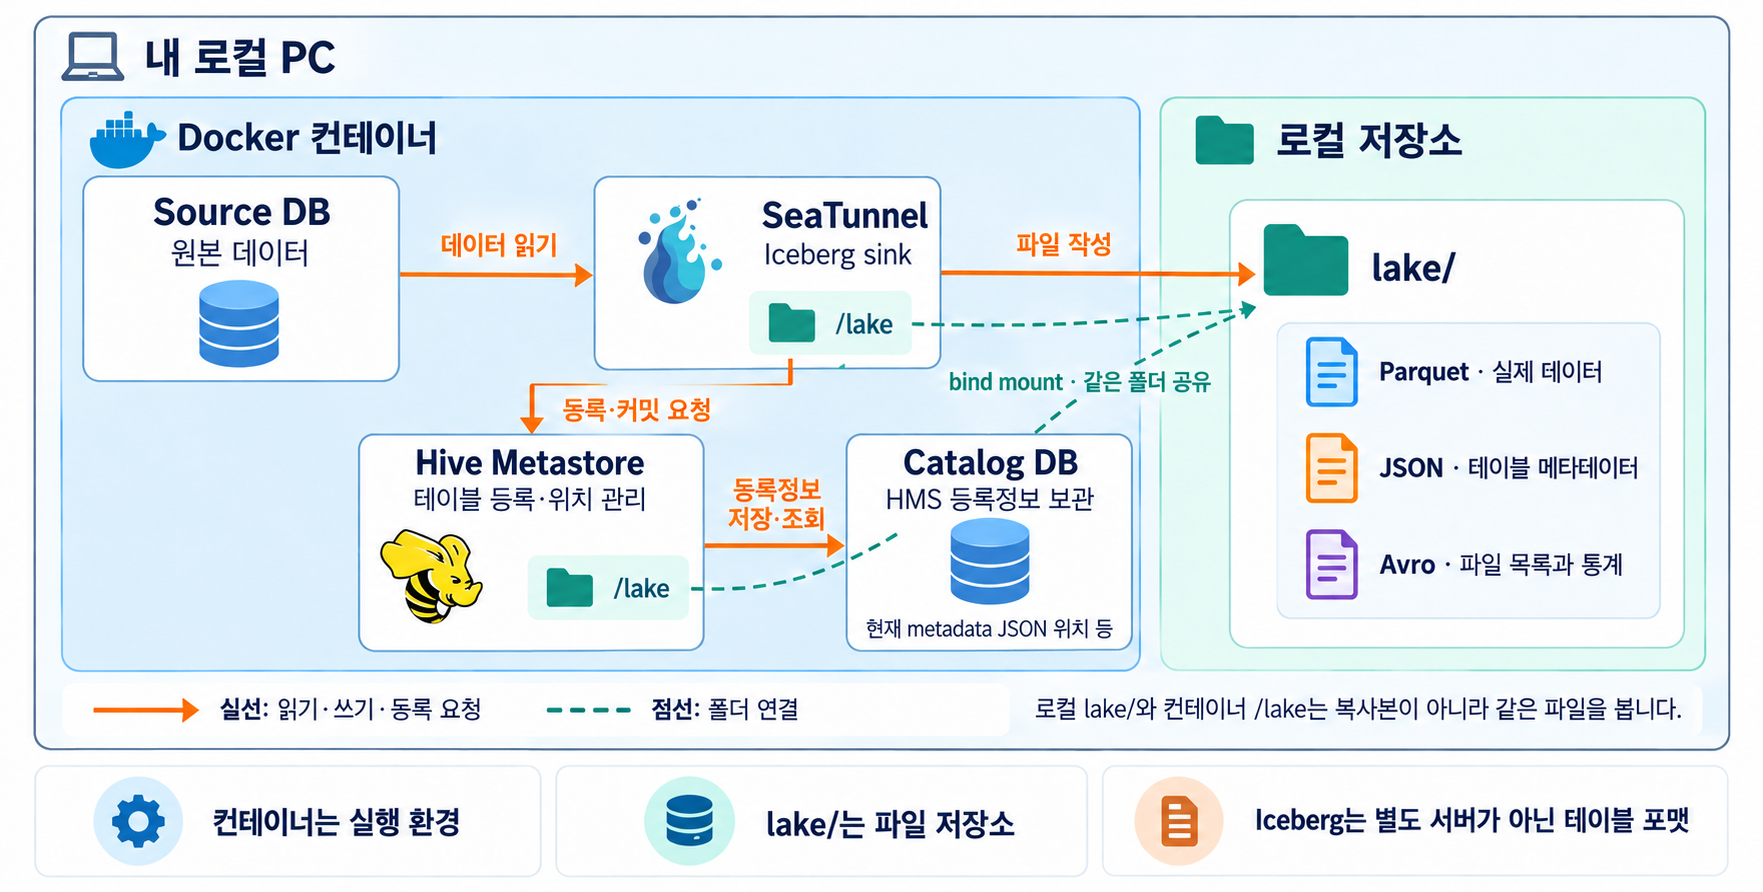 내 로컬 PC
Docker 컨테이너
로컬 저장소
Source DB
원본 데이터
데이터 읽기
SeaTunnel
Iceberg sink
/lake
파일 작성
lake/
bind mount · 같은 폴더 공유
Parquet · 실제 데이터
JSON · 테이블 메타테이터
Avro · 파일 목록과 통계
동록·커밋 요청
Hive Metastore
테이블 등록·위치 관리
/lake
동록정보
저장·조회
Catalog DB
HMS 등록정보 보관
현재 metadata JSON 위치 등
실선: 읽기·쓰기·등록 요청
점선: 폴더 연결
로컬 lake/와 컨테이너 /lake는 복사본이 아니라 같은 파일을 봅니다.
컨테이너는 실행 환경
lake/는 파일 저장소
Iceberg는 별도 서버가 아닌 테이블 포맷